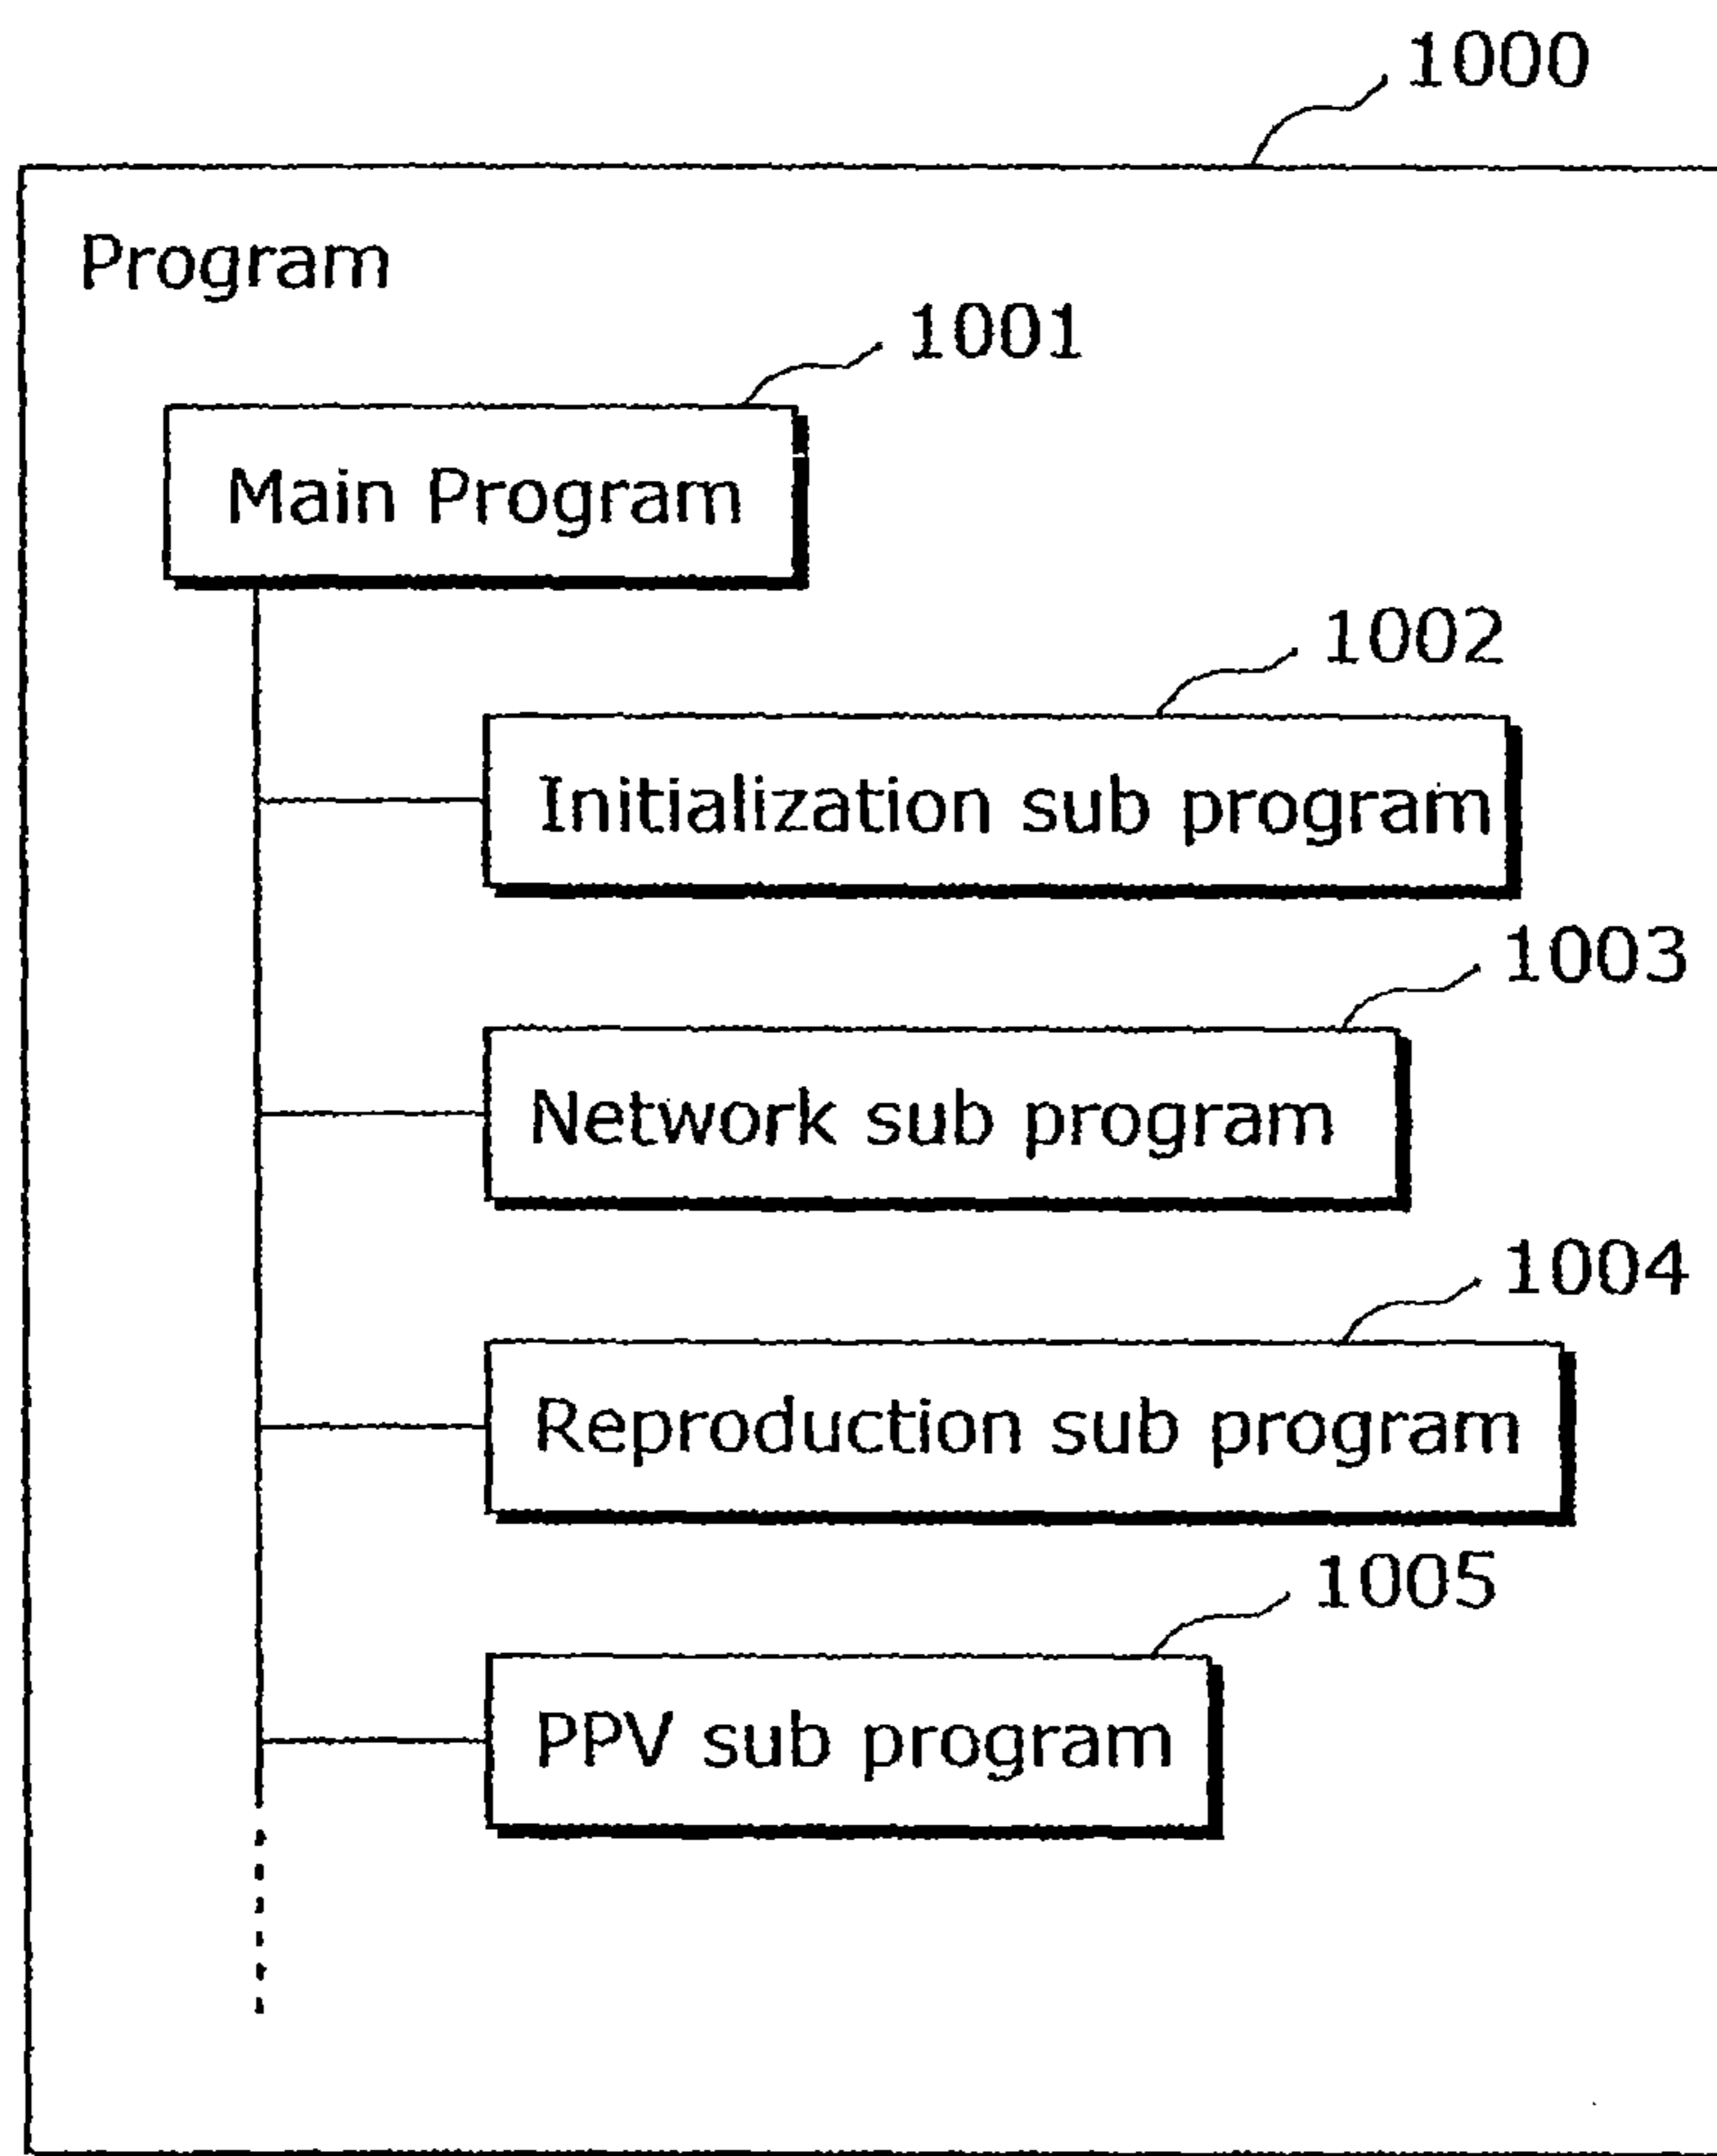 1000
Program
1001
Main Program
1002
Initialization sub program
1003
Network sub program
1004
Reproduction sub program
1005
PPV sub program